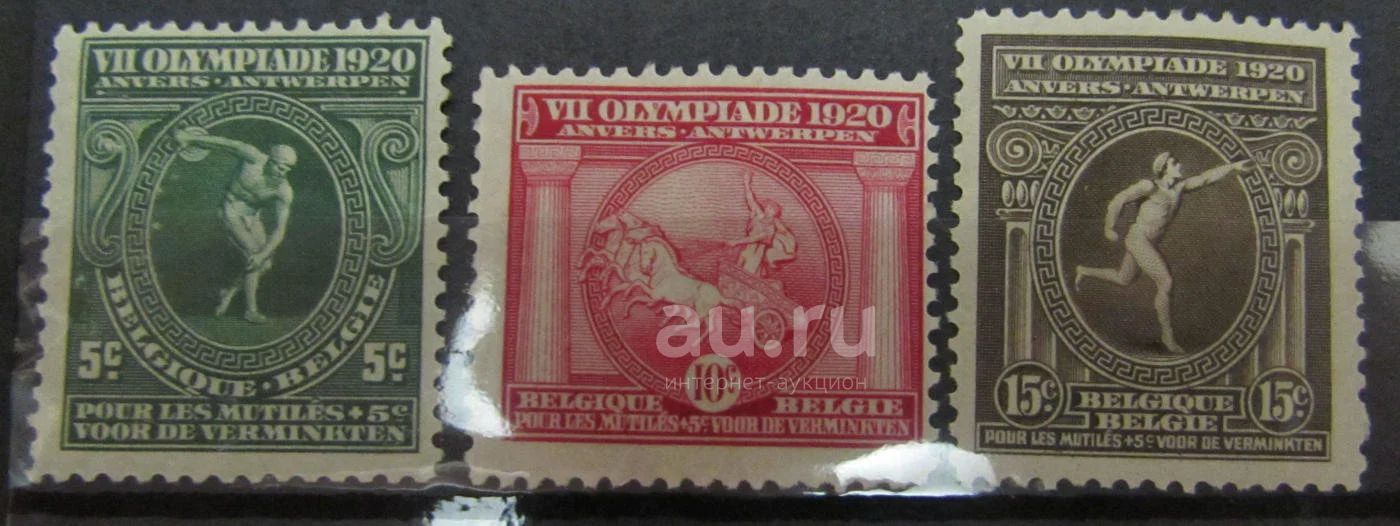 VII OLYMPIADE 1920
ANVERS·ANTWERPEN
BELGIQUE·BELGIE
5c 5c
POUR LES MUTILÉS+5c
VOOR DE VERMINKTEN
VII OLYMPIADE 1920
ANVERS·ANTWERPEN
10c
BELGIQUE BELGIE
POUR LES MUTILÉS+5c VOOR DE VERMINKTEN
VII OLYMPIADE 1920
ANVERS·ANTWERPEN
15c 15c
BELGIQUE
BELGIE
POUR LES MUTILÉS+5c VOOR DE VERMINKTEN
au.ru
интернет-аукцион